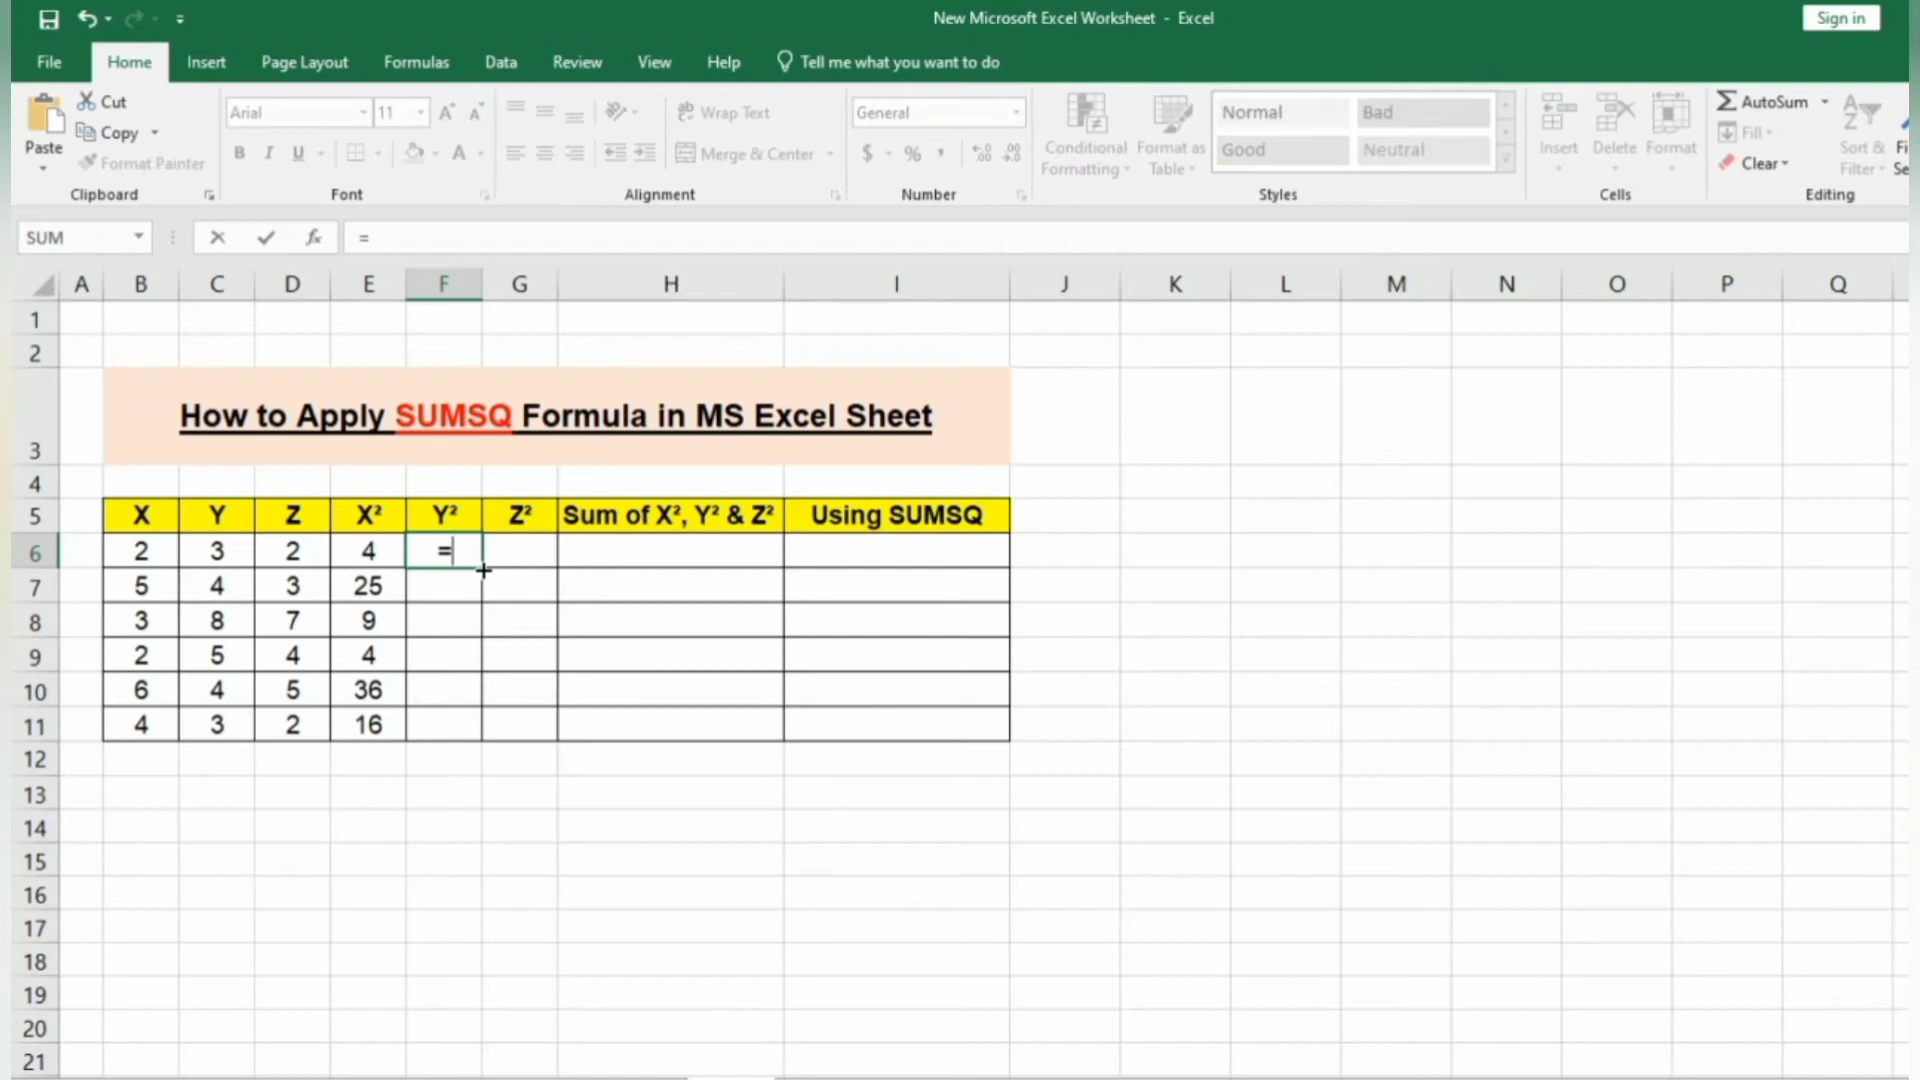 New Microsoft Excel Worksheet - Excel
Sign in
File Home Insert Page Layout Formulas Data Review View Help Tell me what you want to do
Paste
Cut
Copy
Format Painter
Clipboard
Arial 11
B I U
A
Font
ab Wrap Text
Merge & Center
Alignment
General
$ % ,
Number
Conditional Formatting
Format as Table
Normal Bad
Good Neutral
Styles
Insert Delete Format
Cells
AutoSum
Fill
Clear
Sort & Filter
Editing
SUM fx =
A B C D E F G H I J K L M N O P Q
1
2
3 How to Apply SUMSQ Formula in MS Excel Sheet
4
5 X Y Z X² Y² Z² Sum of X², Y² & Z² Using SUMSQ
6 2 3 2 4 =
7 5 4 3 25
8 3 8 7 9
9 2 5 4 4
10 6 4 5 36
11 4 3 2 16
12
13
14
15
16
17
18
19
20
21